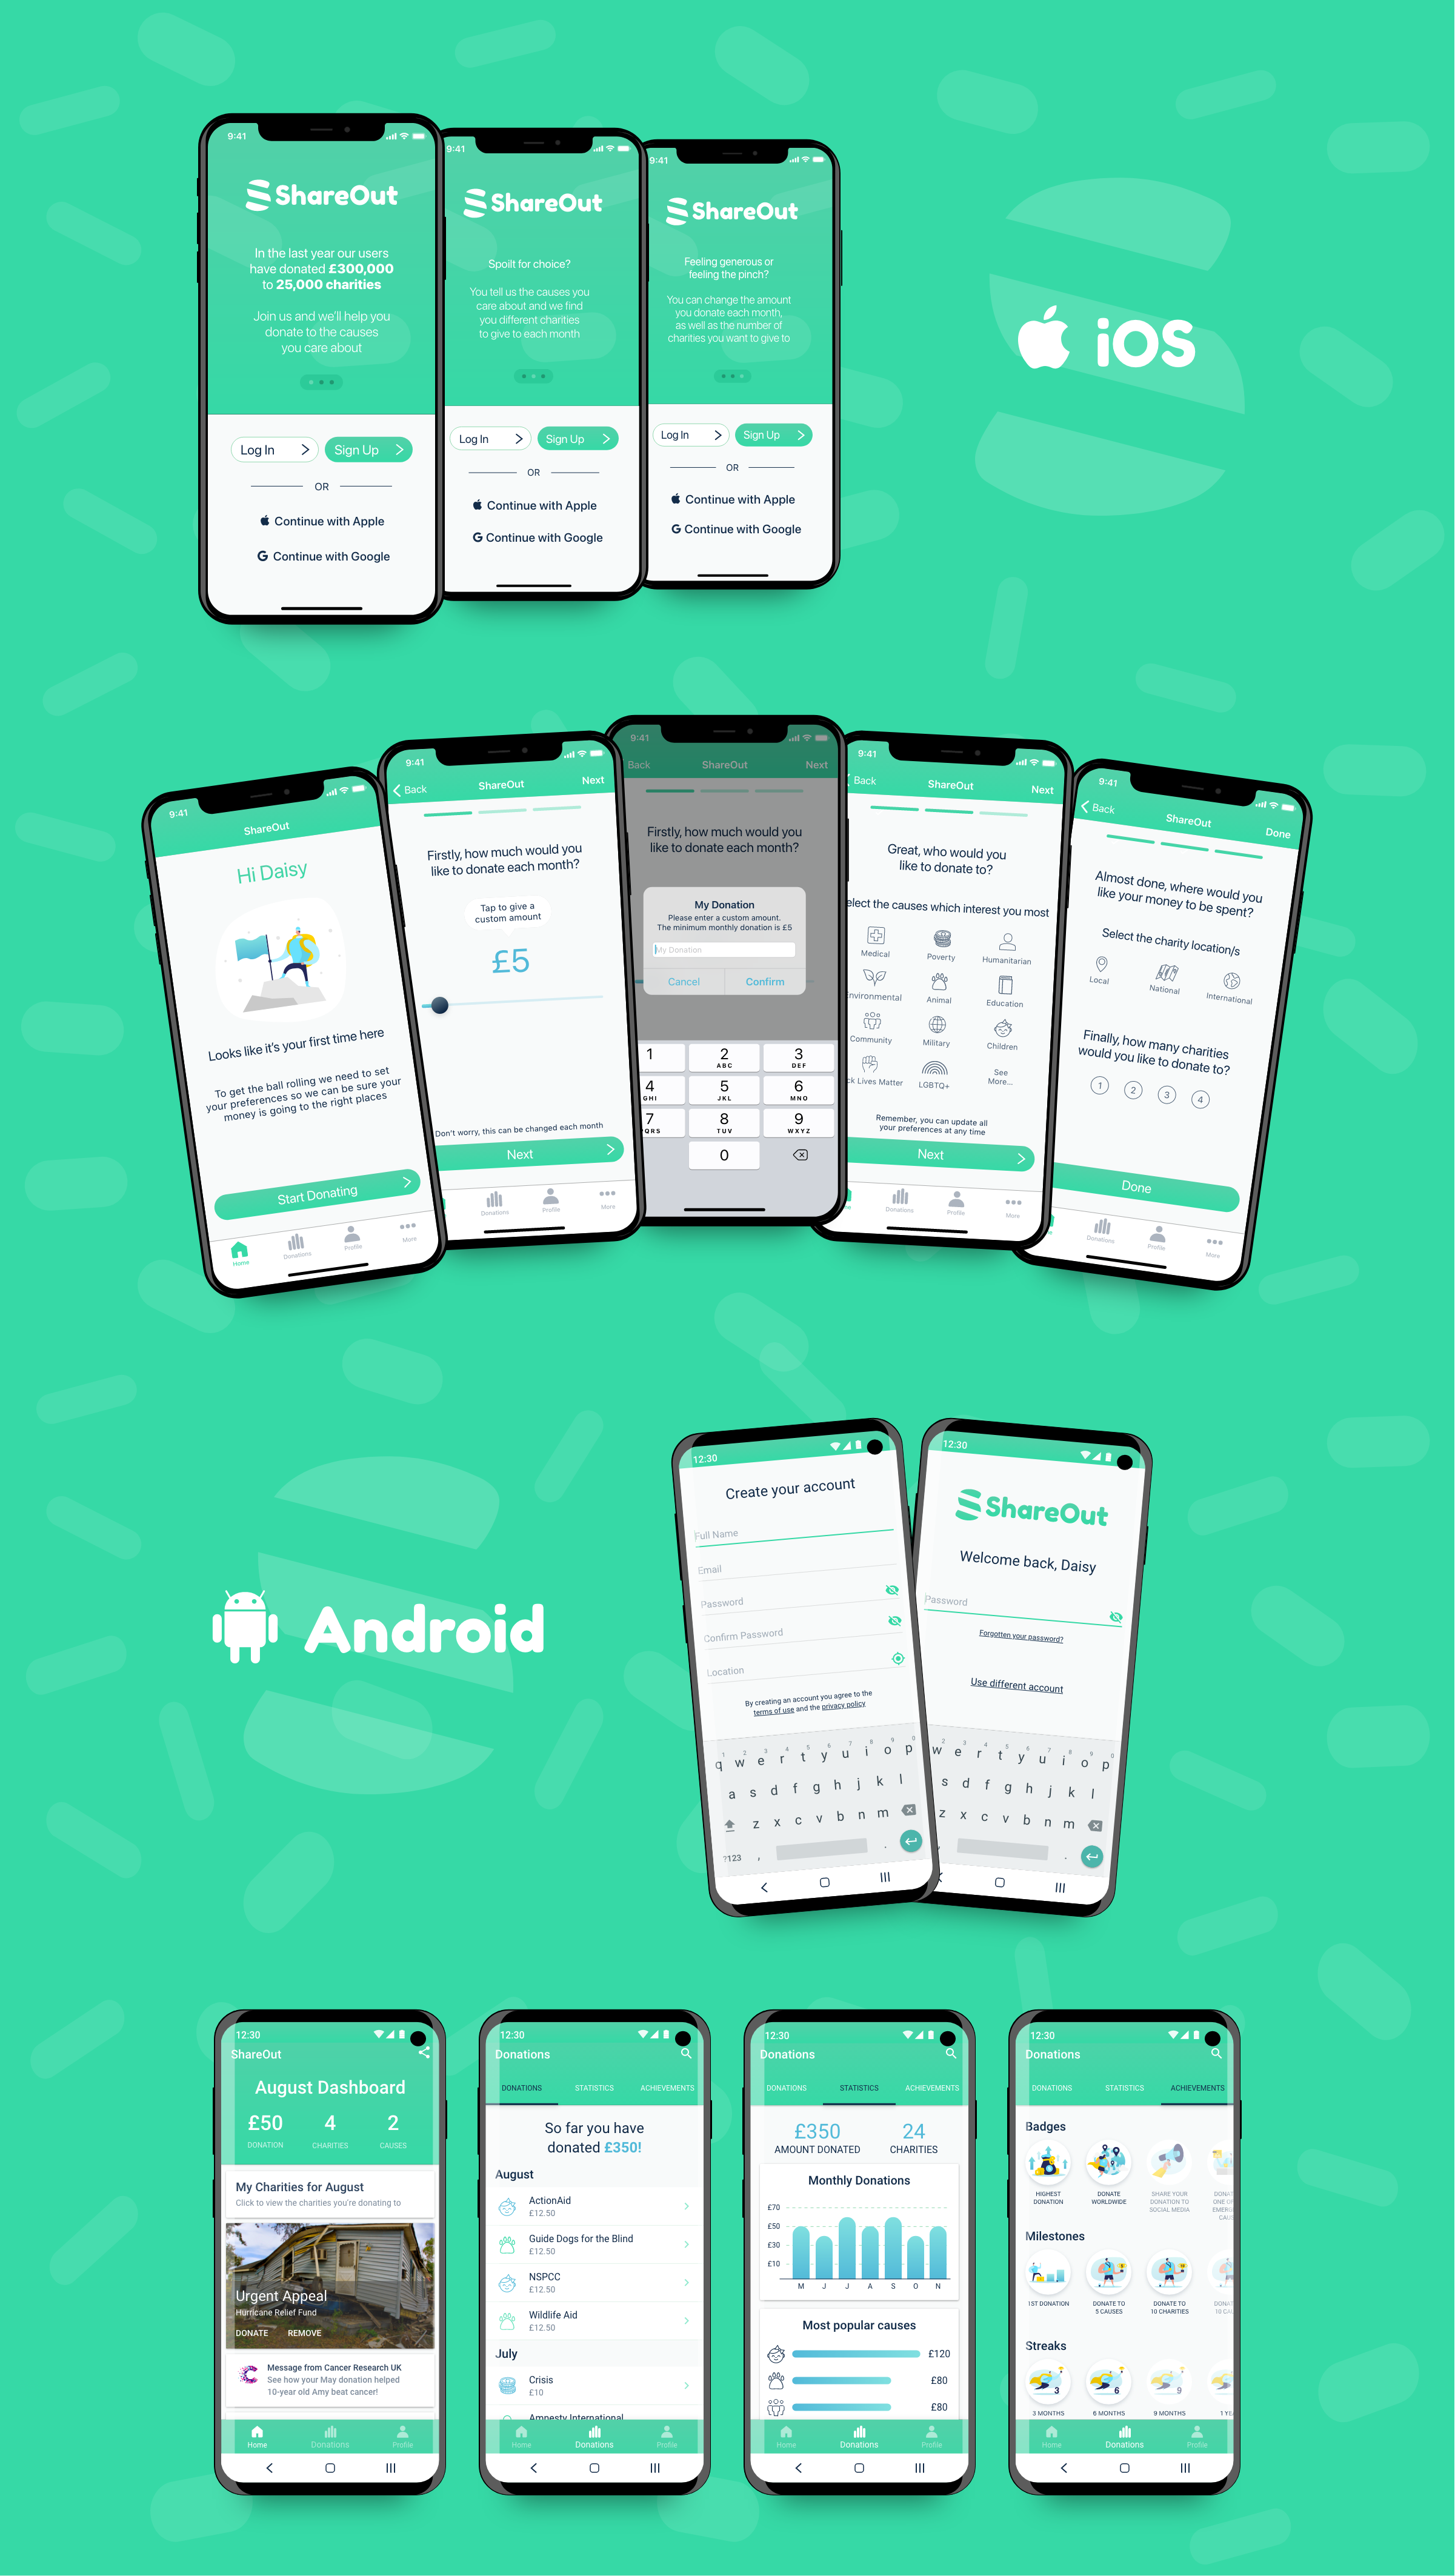 9:41
ShareOut
In the last year our users
have donated £300,000
to 25,000 charities
Join us and we'll help you
donate to the causes
you care about
Log In
Sign Up
OR
Continue with Apple
Continue with Google
9:41
ShareOut
Spoilt for choice?
You tell us the causes you
care about and we find
you different charities
to give to each month
Log In
Sign Up
OR
Continue with Apple
Continue with Google
9:41
ShareOut
Feeling generous or
feeling the pinch?
You can change the amount
you donate each month,
as well as the number of
charities you want to give to
Log In
Sign Up
OR
Continue with Apple
Continue with Google
iOS
9:41
ShareOut
Hi Daisy
Looks like it's your first time here
To get the ball rolling we need to set
your preferences so we can be sure your
money is going to the right places
Start Donating
Home
Donations
Profile
More
9:41
Back
ShareOut
Next
Firstly, how much would you
like to donate each month?
Tap to give a
custom amount
£5
Don't worry, this can be changed each month
Next
Donations
Profile
More
9:41
Back
ShareOut
Next
Firstly, how much would you
like to donate each month?
My Donation
Please enter a custom amount.
The minimum monthly donation is £5
My Donation
Cancel
Confirm
1
2
ABC
3
DEF
4
GHI
5
JKL
6
MNO
7
PQRS
8
TUV
9
WXYZ
0
9:41
Back
ShareOut
Next
Great, who would you
like to donate to?
elect the causes which interest you most
Medical
Poverty
Humanitarian
nvironmental
Animal
Education
Community
Military
Children
ck Lives Matter
LGBTQ+
See
More...
Remember, you can update all
your preferences at any time
Next
Donations
Profile
More
9:41
Back
ShareOut
Done
Almost done, where would you
like your money to be spent?
Select the charity location/s
Local
National
International
Finally, how many charities
would you like to donate to?
1 2 3 4
Done
Donations
Profile
More
Android
12:30
Create your account
Full Name
Email
Password
Confirm Password
Location
By creating an account you agree to the
terms of use and the privacy policy
1 2 3 4 5 6 7 8 9 0
q w e r t y u i o p
a s d f g h j k l
z x c v b n m
?123 , .
12:30
ShareOut
Welcome back, Daisy
Password
Forgotten your password?
Use different account
2 3 4 5 6 7 8 9 0
w e r t y u i o p
s d f g h j k l
z x c v b n m
, .
12:30
ShareOut
August Dashboard
£50
4
2
DONATION
CHARITIES
CAUSES
My Charities for August
Click to view the charities you're donating to
Urgent Appeal
Hurricane Relief Fund
DONATE
REMOVE
Message from Cancer Research UK
See how your May donation helped
10-year old Amy beat cancer!
Home
Donations
Profile
12:30
Donations
DONATIONS
STATISTICS
ACHIEVEMENTS
So far you have
donated £350!
August
ActionAid
£12.50
Guide Dogs for the Blind
£12.50
NSPCC
£12.50
Wildlife Aid
£12.50
July
Crisis
£10
Amnesty International
Home
Donations
Profile
12:30
Donations
DONATIONS
STATISTICS
ACHIEVEMENTS
£350
24
AMOUNT DONATED
CHARITIES
Monthly Donations
£70
£50
£30
£10
M J J A S O N
Most popular causes
£120
£80
£80
Home
Donations
Profile
12:30
Donations
DONATIONS
STATISTICS
ACHIEVEMENTS
Badges
HIGHEST
DONATION
DONATE
WORLDWIDE
SHARE YOUR
DONATION TO
SOCIAL MEDIA
DONAT
ONE OF
EMERG
CAU
Milestones
1ST DONATION
DONATE TO
5 CAUSES
DONATE TO
10 CHARITIES
DONAT
10 CAU
Streaks
3
6
9
3 MONTHS
6 MONTHS
9 MONTHS
1 YE
Home
Donations
Profile